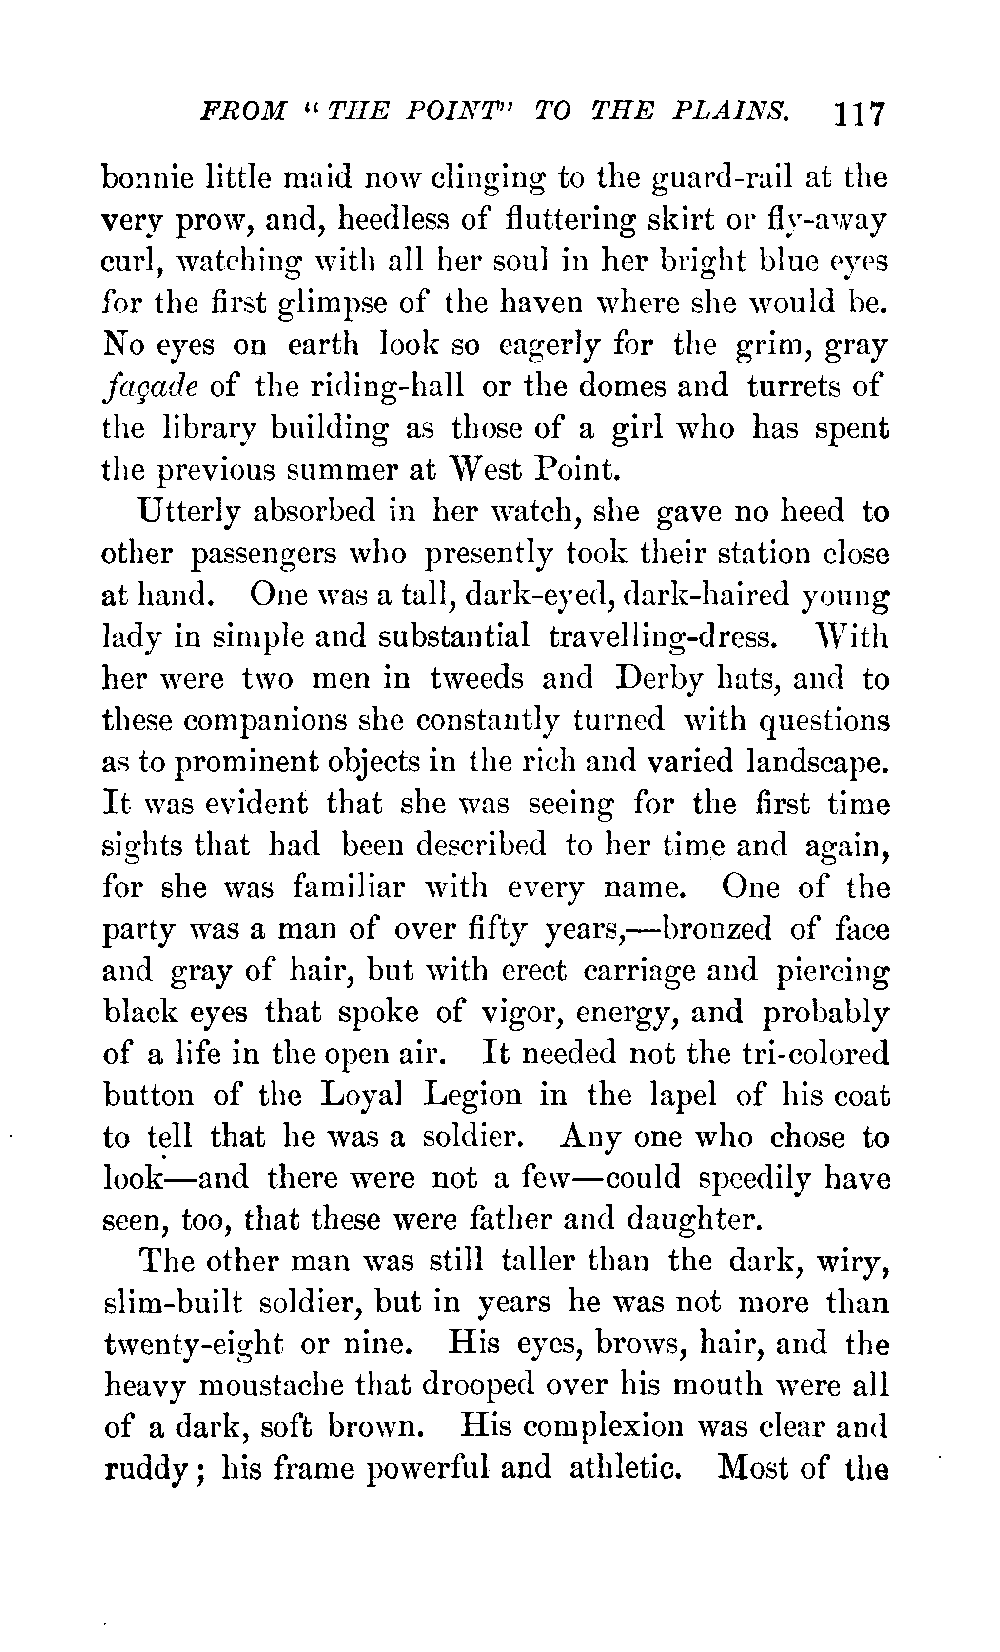 FROM "THE POINT" TO THE PLAINS. 117
bonnie little maid now clinging to the guard-rail at the
very prow, and, heedless of fluttering skirt or fly-away
curl, watching with all her soul in her bright blue eyes
for the first glimpse of the haven where she would be.
No eyes on earth look so eagerly for the grim, gray
façade of the riding-hall or the domes and turrets of
the library building as those of a girl who has spent
the previous summer at West Point.
Utterly absorbed in her watch, she gave no heed to
other passengers who presently took their station close
at hand. One was a tall, dark-eyed, dark-haired young
lady in simple and substantial travelling-dress. With
her were two men in tweeds and Derby hats, and to
these companions she constantly turned with questions
as to prominent objects in the rich and varied landscape.
It was evident that she was seeing for the first time
sights that had been described to her time and again,
for she was familiar with every name. One of the
party was a man of over fifty years,—bronzed of face
and gray of hair, but with erect carriage and piercing
black eyes that spoke of vigor, energy, and probably
of a life in the open air. It needed not the tri-colored
button of the Loyal Legion in the lapel of his coat
to tell that he was a soldier. Any one who chose to
look—and there were not a few—could speedily have
seen, too, that these were father and daughter.
The other man was still taller than the dark, wiry,
slim-built soldier, but in years he was not more than
twenty-eight or nine. His eyes, brows, hair, and the
heavy moustache that drooped over his mouth were all
of a dark, soft brown. His complexion was clear and
ruddy; his frame powerful and athletic. Most of the